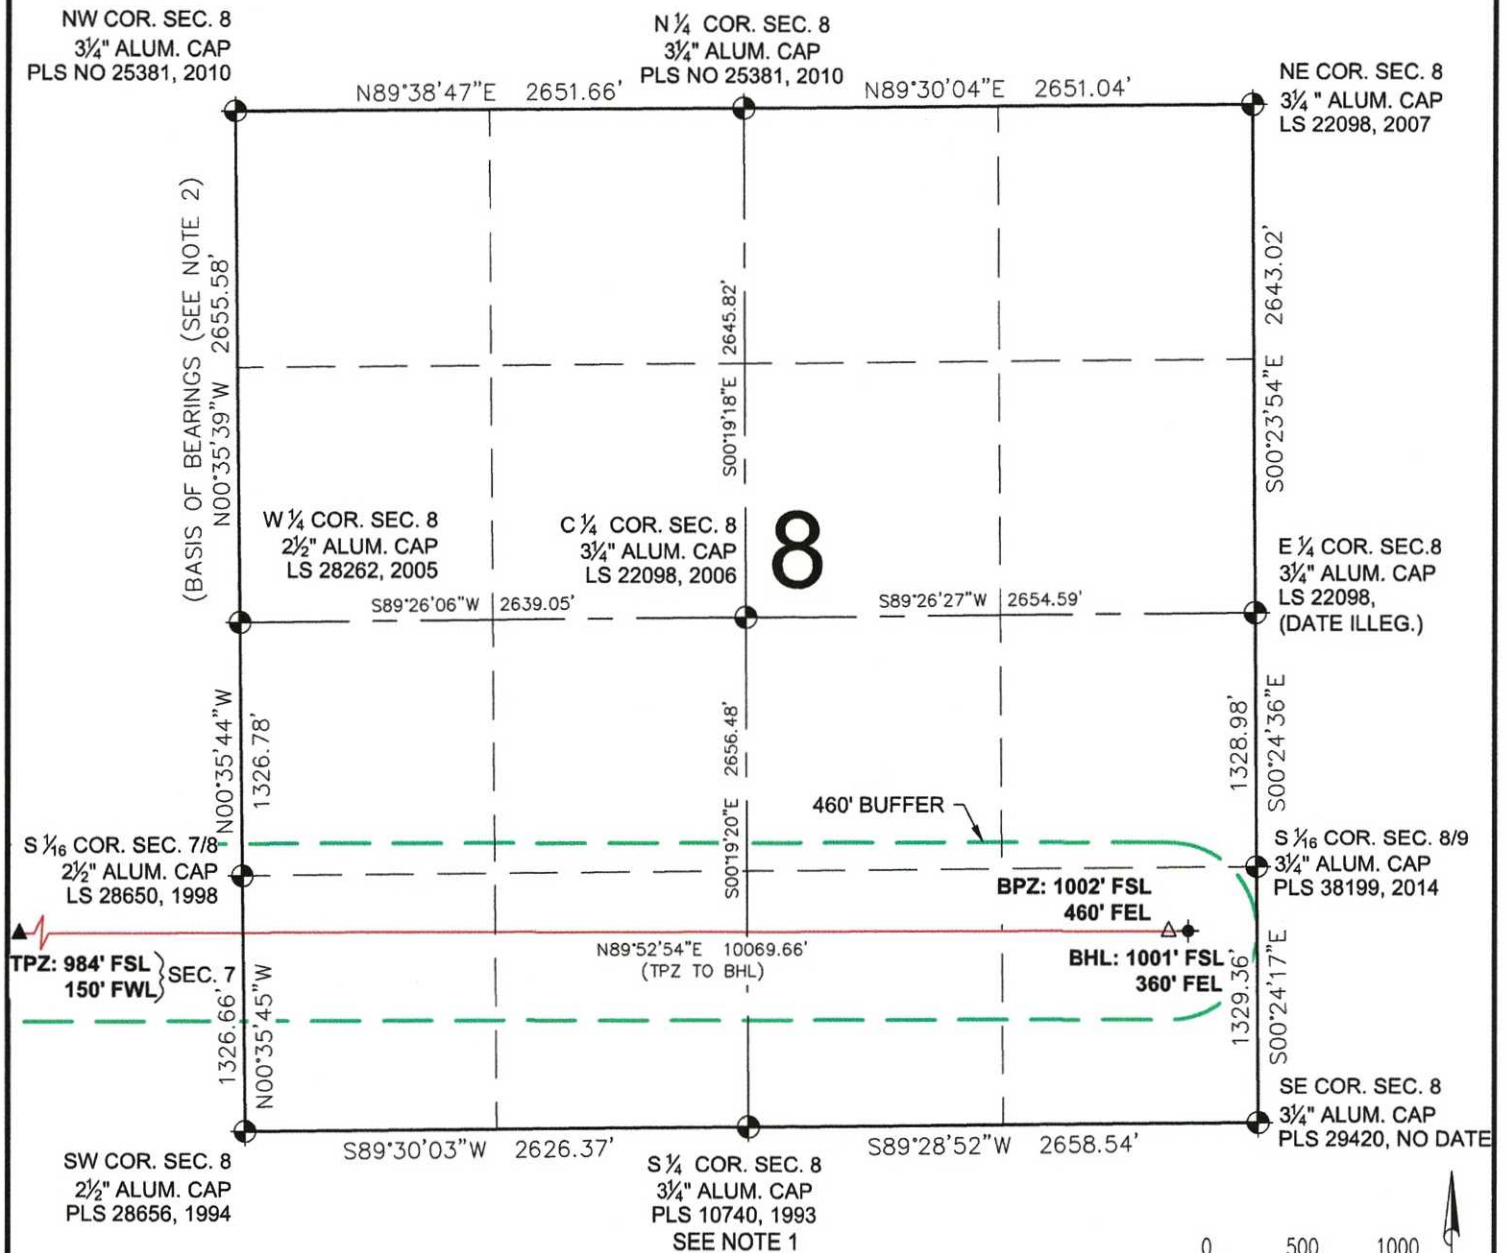 NW COR. SEC. 8
3¼" ALUM. CAP
PLS NO 25381, 2010
N ¼ COR. SEC. 8
3¼" ALUM. CAP
PLS NO 25381, 2010
NE COR. SEC. 8
3¼" ALUM. CAP
LS 22098, 2007
N89°38'47"E 2651.66'
N89°30'04"E 2651.04'
(BASIS OF BEARINGS (SEE NOTE 2)
N00°35'39"W 2655.58'
S00°19'18"E 2645.82'
S00°23'54"E 2643.02'
W ¼ COR. SEC. 8
2½" ALUM. CAP
LS 28262, 2005
C ¼ COR. SEC. 8
3¼" ALUM. CAP
LS 22098, 2006
8
E ¼ COR. SEC.8
3¼" ALUM. CAP
LS 22098,
(DATE ILLEG.)
S89°26'06"W 2639.05'
S89°26'27"W 2654.59'
N00°35'44"W
1326.78'
S00°19'20"E 2656.48'
1328.98'
S00°24'36"E
460' BUFFER
S 1⁄16 COR. SEC. 7/8
2½" ALUM. CAP
LS 28650, 1998
S 1⁄16 COR. SEC. 8/9
3¼" ALUM. CAP
PLS 38199, 2014
BPZ: 1002' FSL
460' FEL
TPZ: 984' FSL
150' FWL
SEC. 7
N89°52'54"E 10069.66'
(TPZ TO BHL)
BHL: 1001' FSL
360' FEL
1326.66'
N00°35'45"W
1329.36'
S00°24'17"E
SE COR. SEC. 8
3¼" ALUM. CAP
PLS 29420, NO DATE
S89°30'03"W 2626.37'
S89°28'52"W 2658.54'
SW COR. SEC. 8
2½" ALUM. CAP
PLS 28656, 1994
S ¼ COR. SEC. 8
3¼" ALUM. CAP
PLS 10740, 1993
SEE NOTE 1
0 500 1000